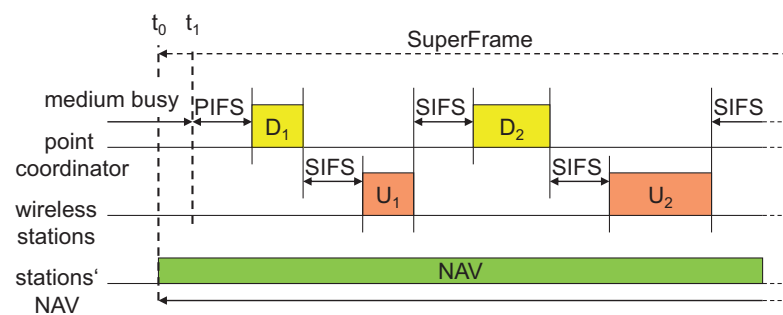 t0 t1
SuperFrame
medium busy PIFS SIFS SIFS
D1 D2
point
coordinator
SIFS SIFS
U1 U2
wireless
stations
NAV
stations‘
NAV